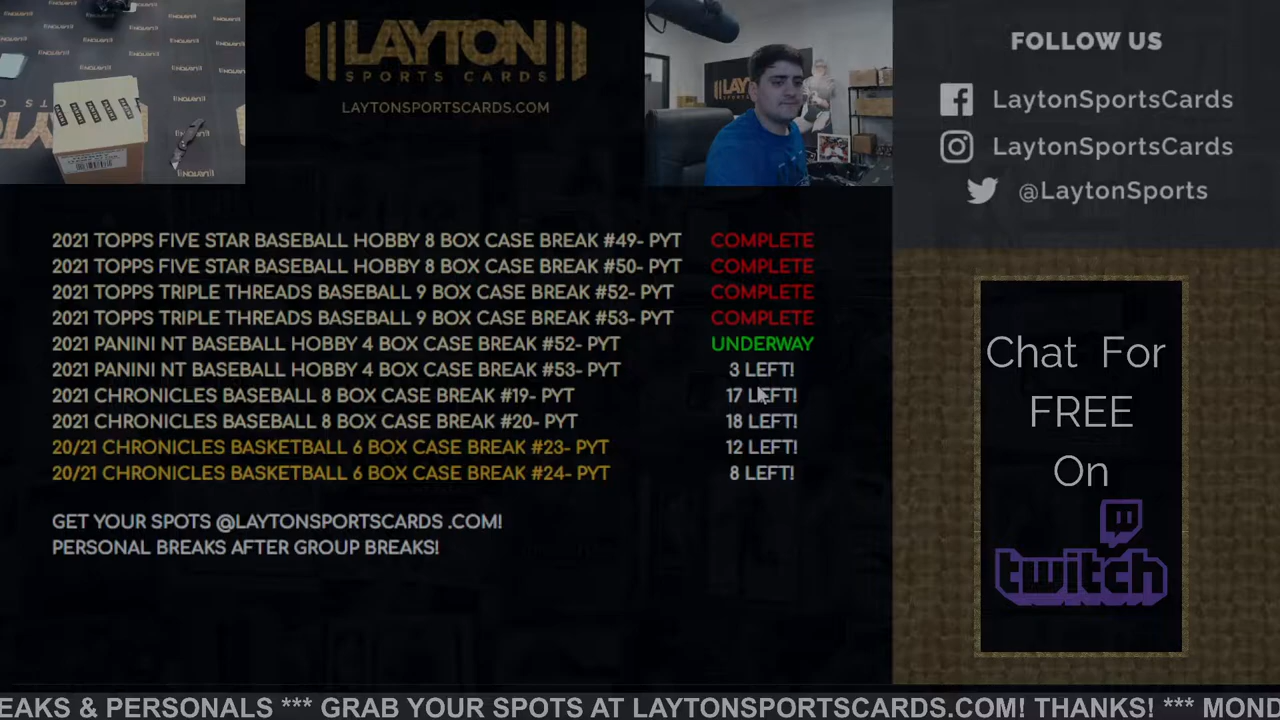 LAYTON
SPORTS CARDS
LAYTONSPORTSCARDS.COM
FOLLOW US
LaytonSportsCards
LaytonSportsCards
@LaytonSports
2021 TOPPS FIVE STAR BASEBALL HOBBY 8 BOX CASE BREAK #49- PYT COMPLETE
2021 TOPPS FIVE STAR BASEBALL HOBBY 8 BOX CASE BREAK #50- PYT COMPLETE
2021 TOPPS TRIPLE THREADS BASEBALL 9 BOX CASE BREAK #52- PYT COMPLETE
2021 TOPPS TRIPLE THREADS BASEBALL 9 BOX CASE BREAK #53- PYT COMPLETE
2021 PANINI NT BASEBALL HOBBY 4 BOX CASE BREAK #52- PYT UNDERWAY
2021 PANINI NT BASEBALL HOBBY 4 BOX CASE BREAK #53- PYT 3 LEFT!
2021 CHRONICLES BASEBALL 8 BOX CASE BREAK #19- PYT 17 LEFT!
2021 CHRONICLES BASEBALL 8 BOX CASE BREAK #20- PYT 18 LEFT!
20/21 CHRONICLES BASKETBALL 6 BOX CASE BREAK #23- PYT 12 LEFT!
20/21 CHRONICLES BASKETBALL 6 BOX CASE BREAK #24- PYT 8 LEFT!
GET YOUR SPOTS @LAYTONSPORTSCARDS .COM!
PERSONAL BREAKS AFTER GROUP BREAKS!
Chat For
FREE
On
twitch
EAKS & PERSONALS *** GRAB YOUR SPOTS AT LAYTONSPORTSCARDS.COM! THANKS! *** MOND